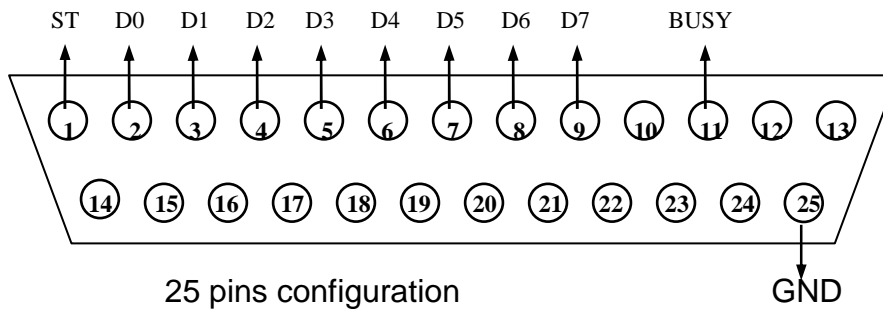 ST D0 D1 D2 D3 D4 D5 D6 D7 BUSY
1 2 3 4 5 6 7 8 9 10 11 12 13
14 15 16 17 18 19 20 21 22 23 24 25
25 pins configuration GND